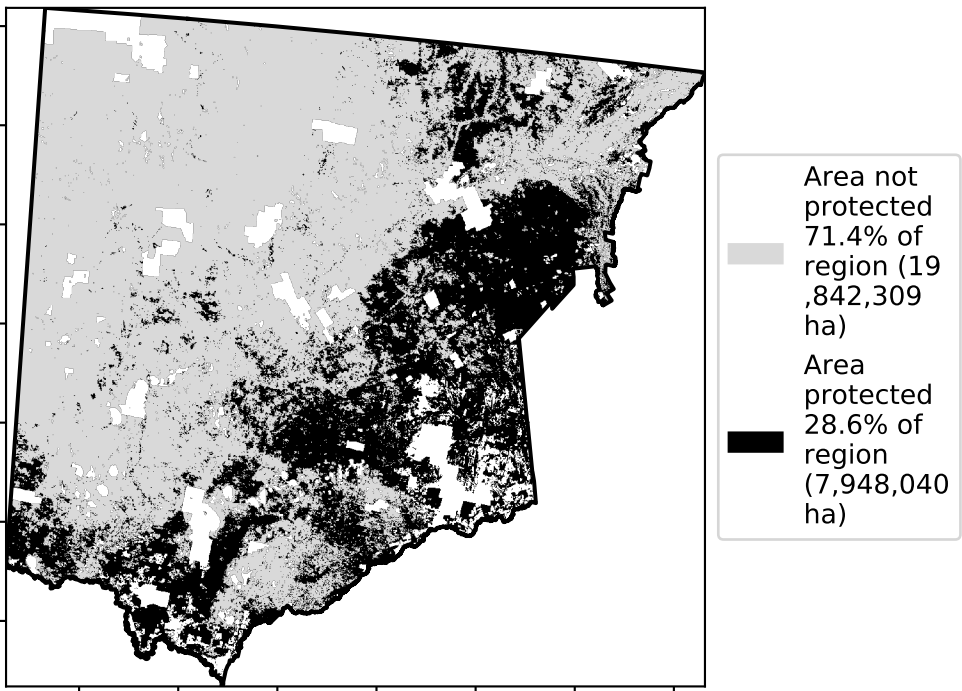 Area not
protected
71.4% of
region (19
,842,309
ha)
Area
protected
28.6% of
region
(7,948,040
ha)